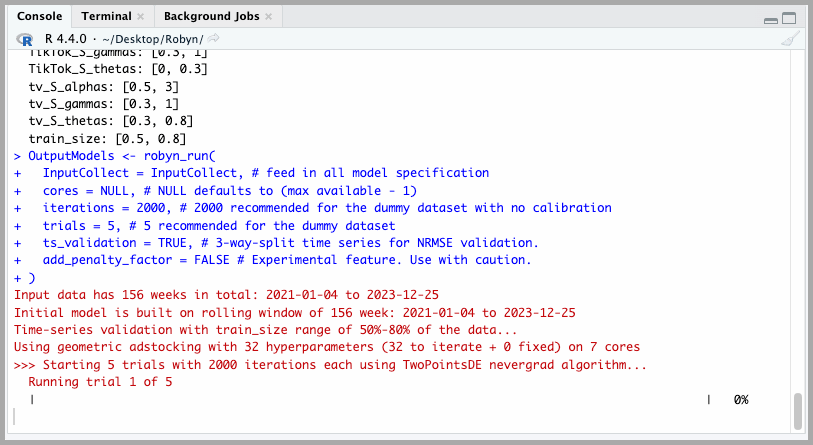 Console Terminal × Background Jobs ×
R 4.4.0 · ~/Desktop/Robyn/
TikTok_S_gammas: [0.3, 1]
TikTok_S_thetas: [0, 0.3]
tv_S_alphas: [0.5, 3]
tv_S_gammas: [0.3, 1]
tv_S_thetas: [0.3, 0.8]
train_size: [0.5, 0.8]
> OutputModels <- robyn_run(
+   InputCollect = InputCollect, # feed in all model specification
+   cores = NULL, # NULL defaults to (max available - 1)
+   iterations = 2000, # 2000 recommended for the dummy dataset with no calibration
+   trials = 5, # 5 recommended for the dummy dataset
+   ts_validation = TRUE, # 3-way-split time series for NRMSE validation.
+   add_penalty_factor = FALSE # Experimental feature. Use with caution.
+ )
Input data has 156 weeks in total: 2021-01-04 to 2023-12-25
Initial model is built on rolling window of 156 week: 2021-01-04 to 2023-12-25
Time-series validation with train_size range of 50%-80% of the data...
Using geometric adstocking with 32 hyperparameters (32 to iterate + 0 fixed) on 7 cores
>>> Starting 5 trials with 2000 iterations each using TwoPointsDE nevergrad algorithm...
Running trial 1 of 5
| | 0%